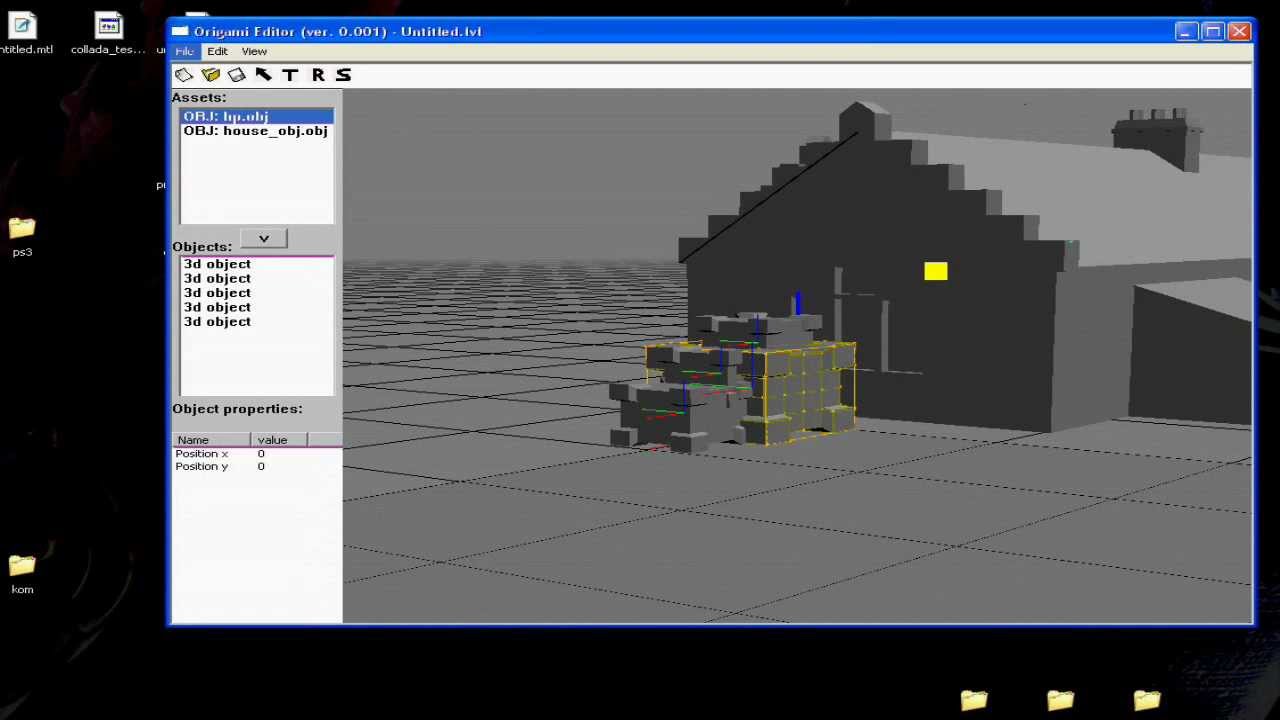 Origami Editor (ver. 0.001) - Untitled.lvl
ntitled.mtl
collada_tes...
File Edit View
T R S
Assets:
OBJ: hp.obj
OBJ: house_obj.obj
v
Objects:
3d object
3d object
3d object
3d object
3d object
Object properties:
Name value
Position x 0
Position y 0
ps3
kom